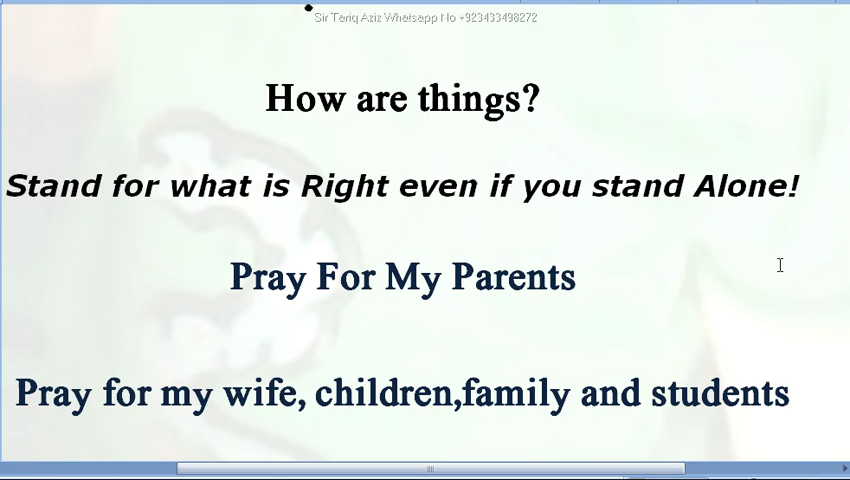 Sir Tariq Aziz Whatsapp No +923433498272
How are things?
Stand for what is Right even if you stand Alone!
Pray For My Parents
Pray for my wife, children,family and students